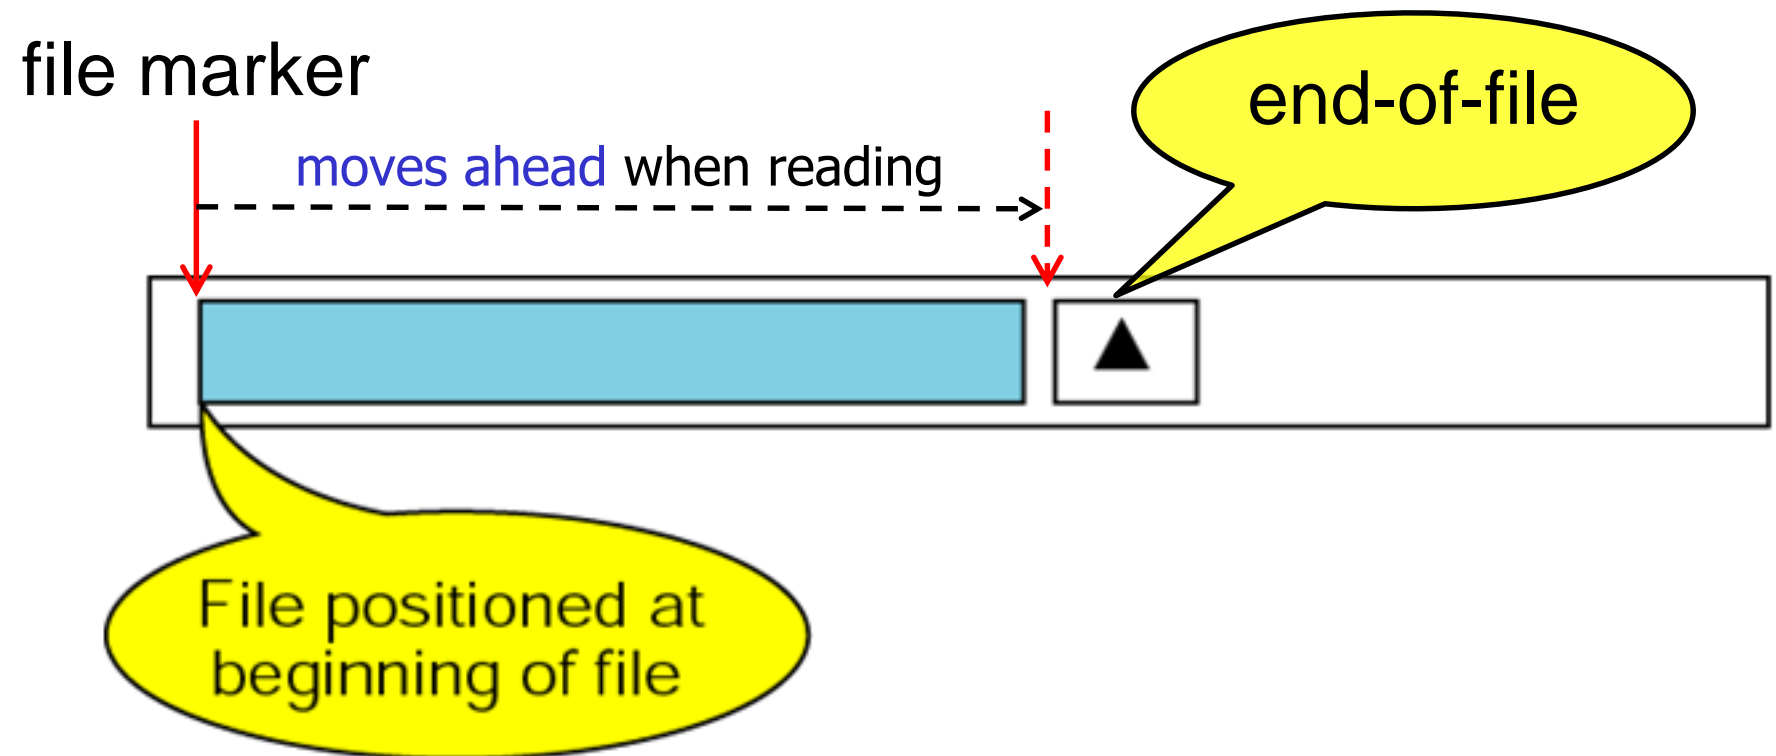 file marker
end-of-file
moves ahead when reading
File positioned at
beginning of file